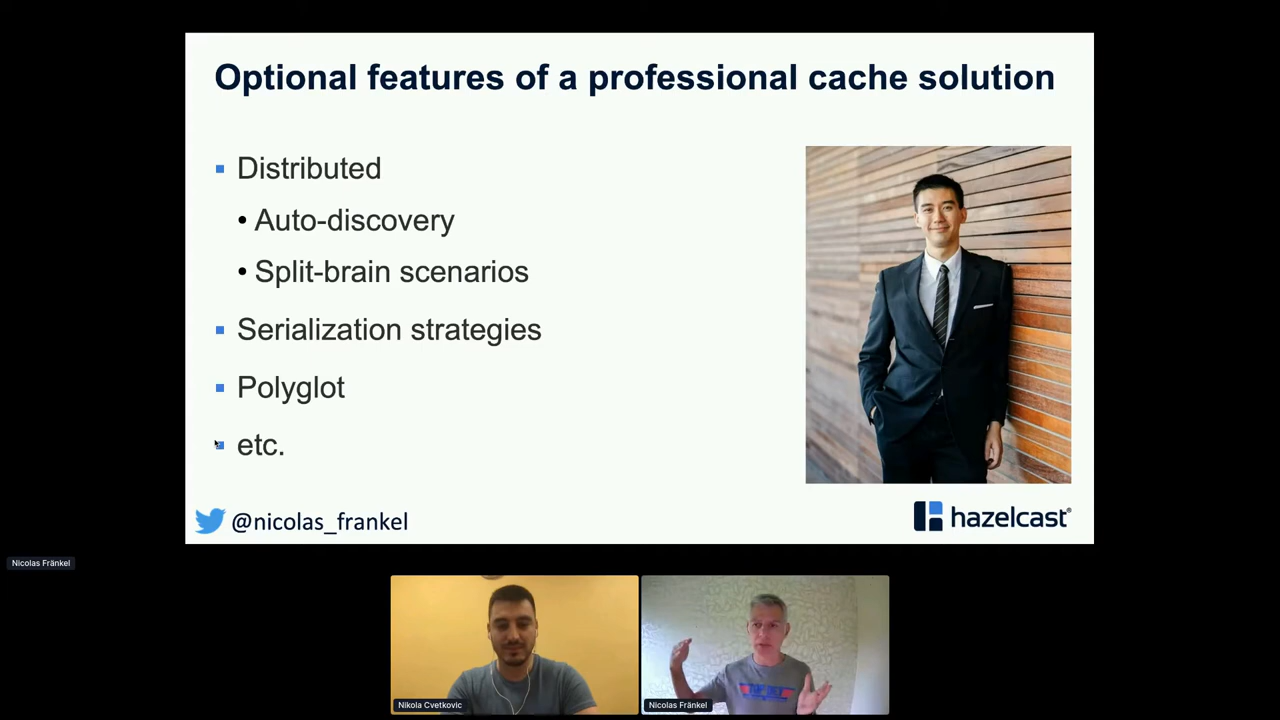 Optional features of a professional cache solution
Distributed
Auto-discovery
Split-brain scenarios
Serialization strategies
Polyglot
etc.
@nicolas_frankel
hazelcast®
Nicolas Fränkel
Nikola Cvetkovic
Nicolas Fränkel